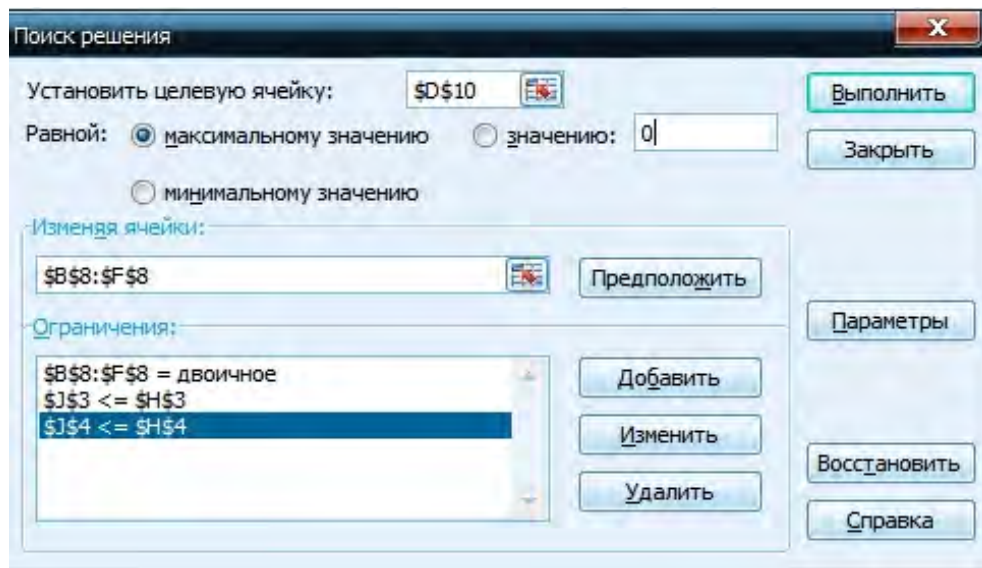 Поиск решения
Установить целевую ячейку: $D$10 Выполнить
Равной: максимальному значению значению: 0 Закрыть
минимальному значению
Изменяя ячейки:
$B$8:$F$8 Предположить
Ограничения: Параметры
$B$8:$F$8 = двоичное Добавить
$J$3 <= $H$3
$J$4 <= $H$4 Изменить
Восстановить
Удалить
Справка